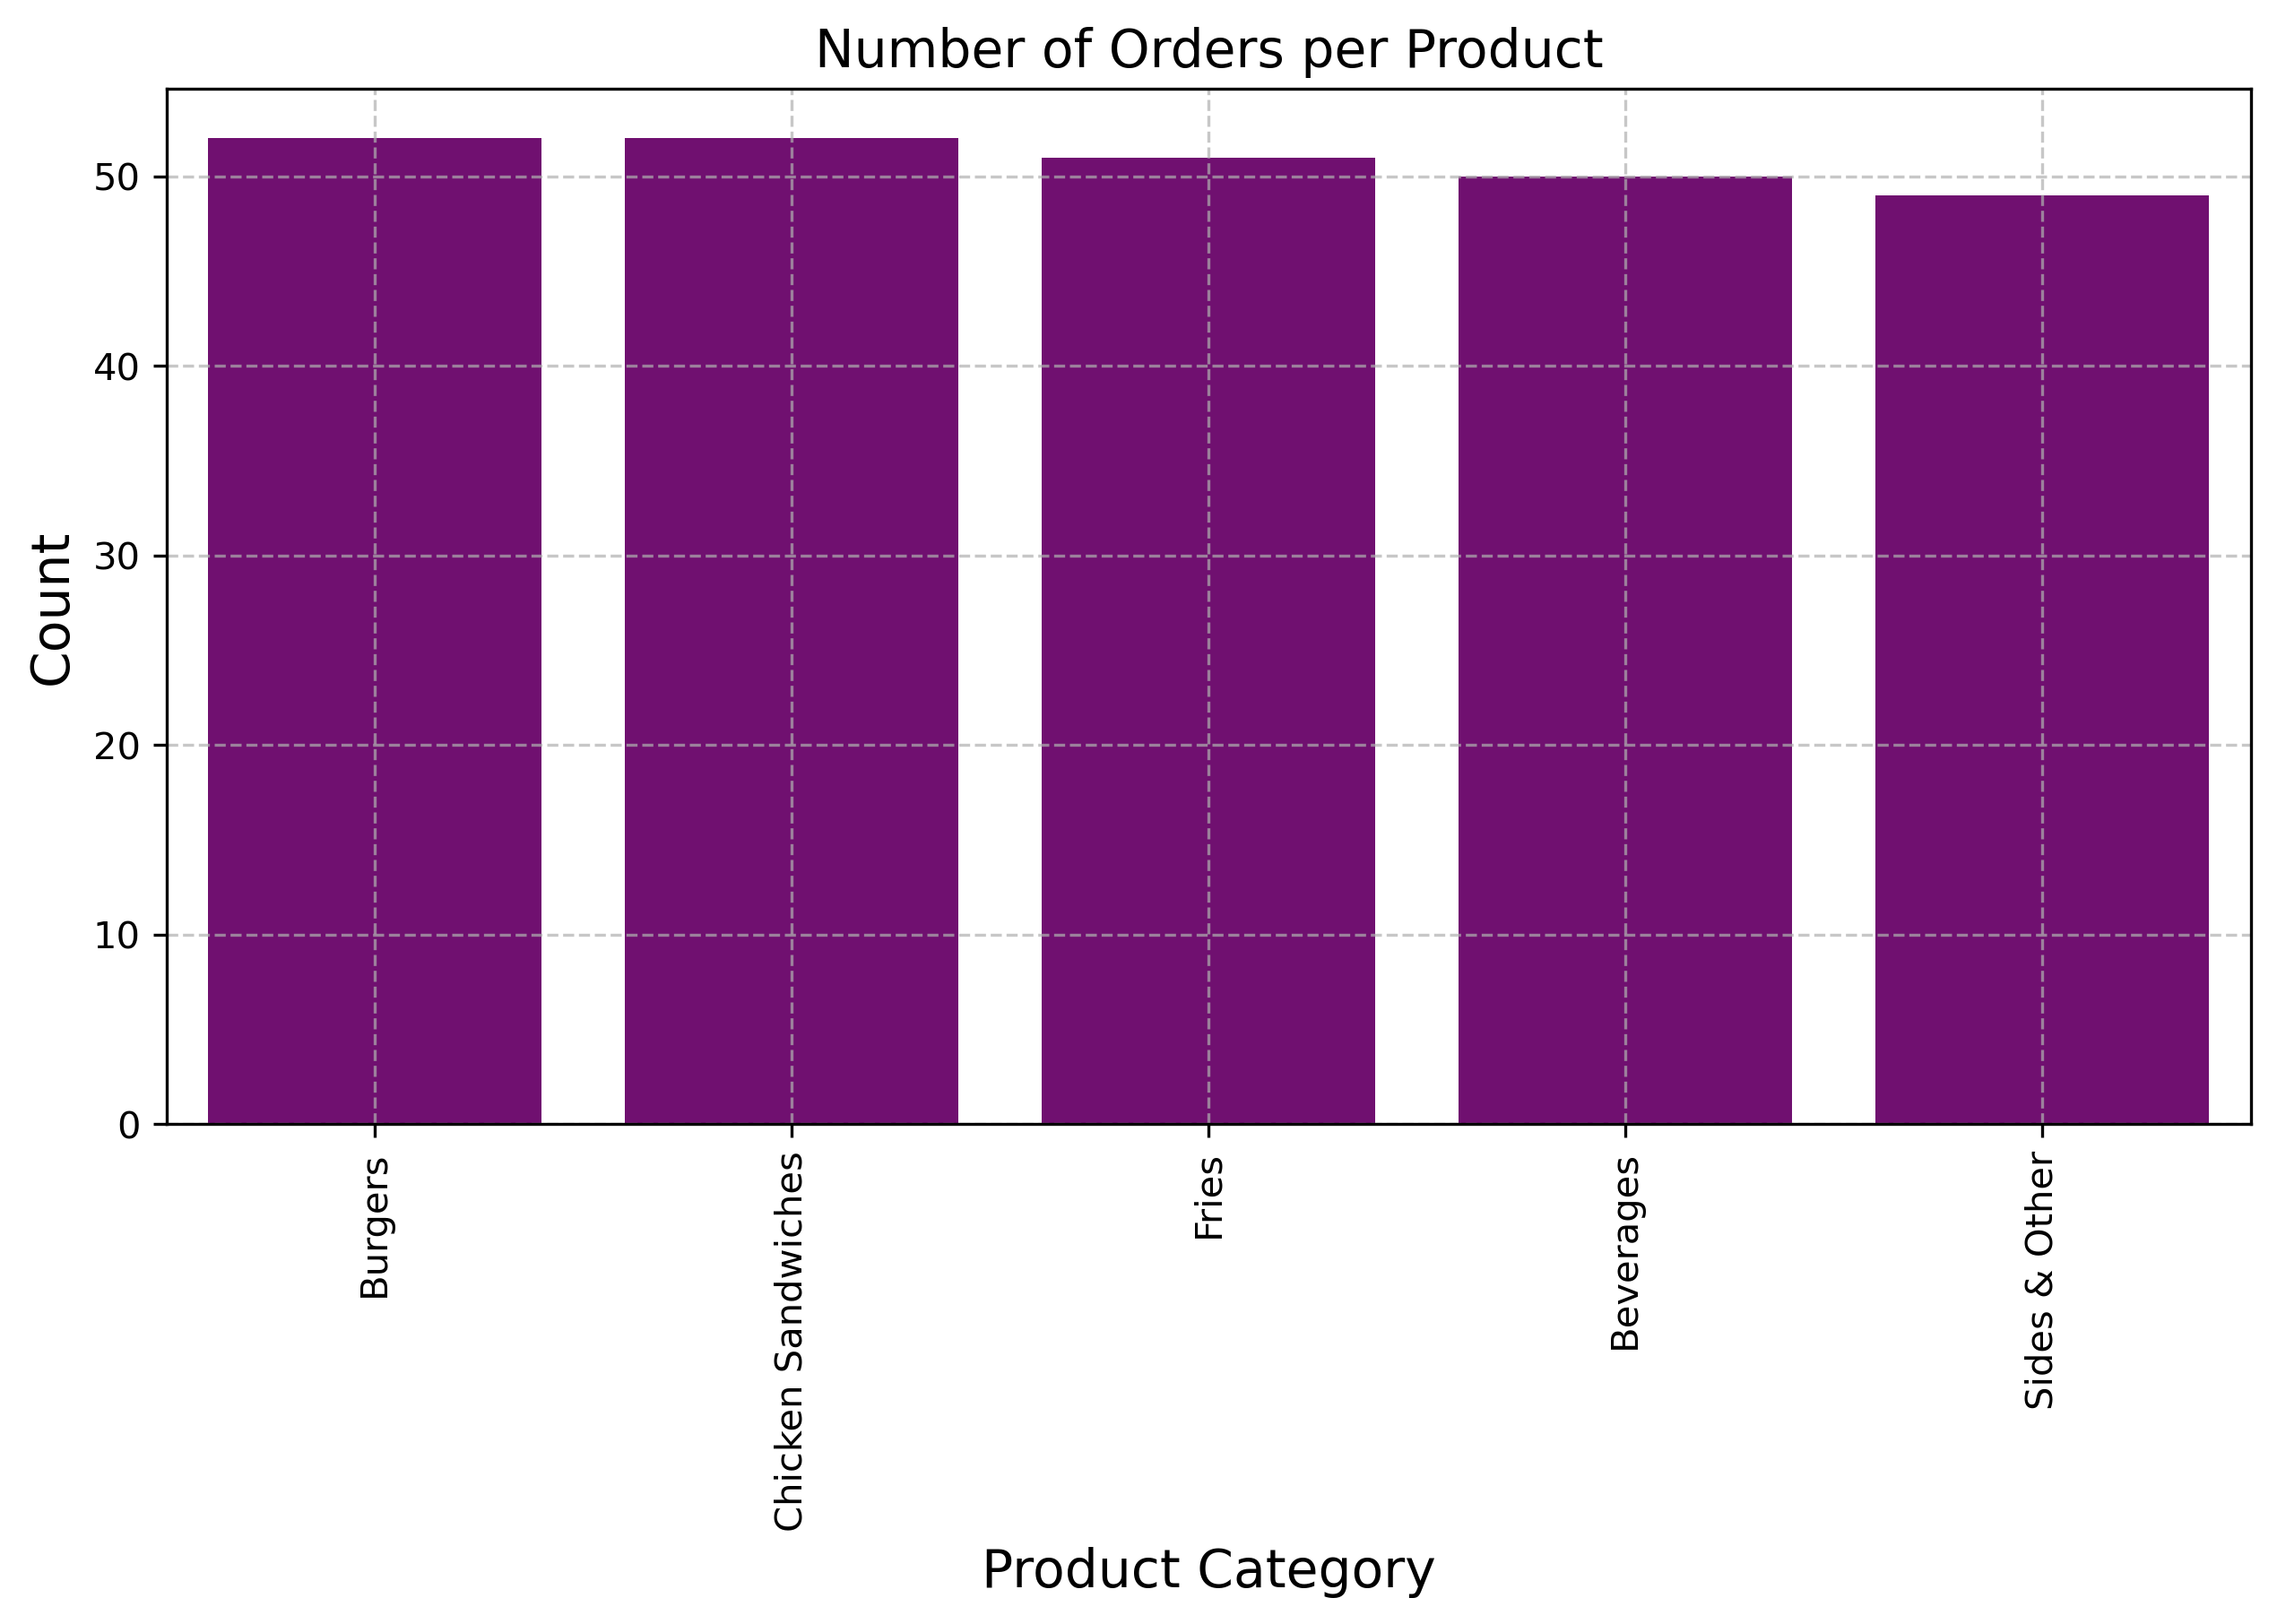 Number of Orders per Product
Count
50
40
30
20
10
0
Burgers
Chicken Sandwiches
Fries
Beverages
Sides & Other
Product Category